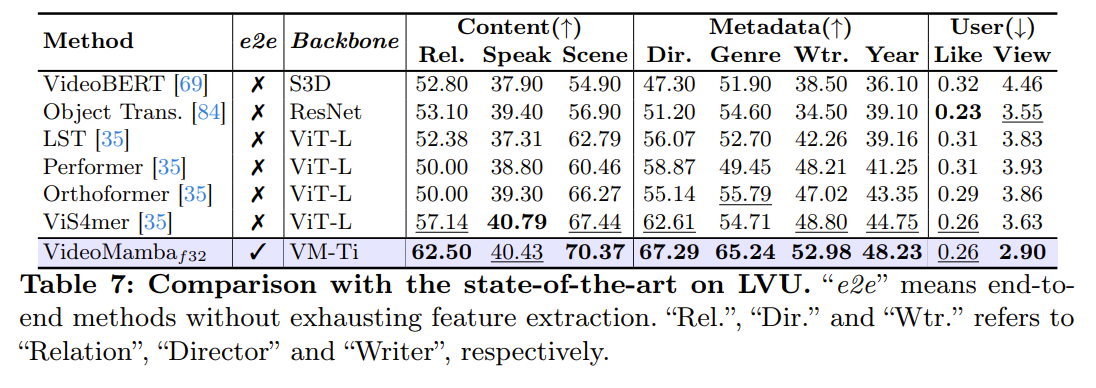 Method e2e Backbone Content(↑) Metadata(↑) User(↓)
Rel. Speak Scene Dir. Genre Wtr. Year Like View
VideoBERT [69] ✗ S3D 52.80 37.90 54.90 47.30 51.90 38.50 36.10 0.32 4.46
Object Trans. [84] ✗ ResNet 53.10 39.40 56.90 51.20 54.60 34.50 39.10 0.23 3.55
LST [35] ✗ ViT-L 52.38 37.31 62.79 56.07 52.70 42.26 39.16 0.31 3.83
Performer [35] ✗ ViT-L 50.00 38.80 60.46 58.87 49.45 48.21 41.25 0.31 3.93
Orthoformer [35] ✗ ViT-L 50.00 39.30 66.27 55.14 55.79 47.02 43.35 0.29 3.86
ViS4mer [35] ✗ ViT-L 57.14 40.79 67.44 62.61 54.71 48.80 44.75 0.26 3.63
VideoMambaf32 ✓ VM-Ti 62.50 40.43 70.37 67.29 65.24 52.98 48.23 0.26 2.90
Table 7: Comparison with the state-of-the-art on LVU. “e2e” means end-to-
end methods without exhausting feature extraction. “Rel.”, “Dir.” and “Wtr.” refers to
“Relation”, “Director” and “Writer”, respectively.